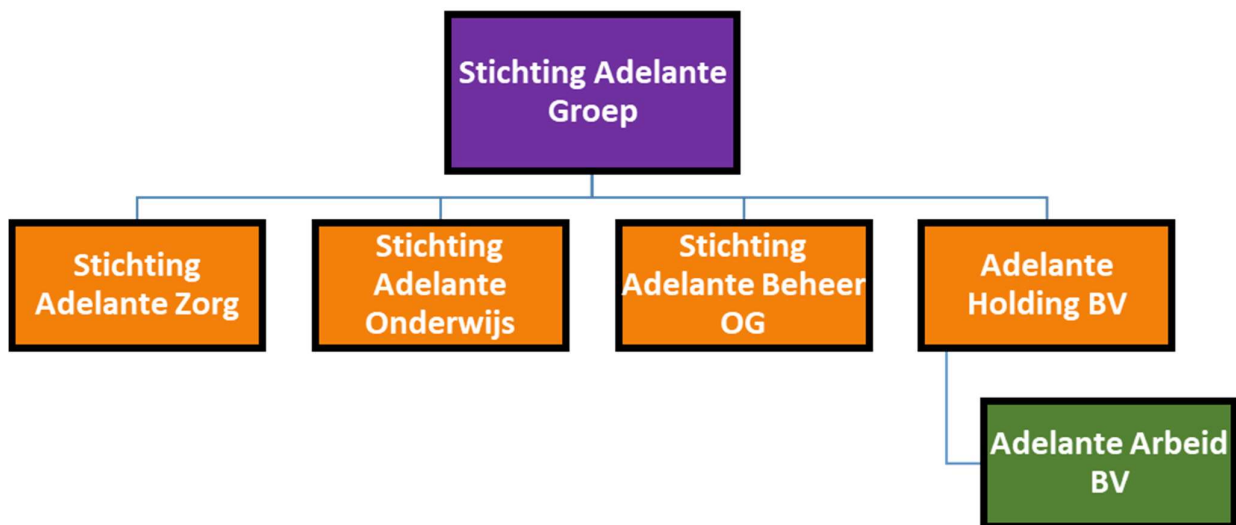 Stichting Adelante
Groep
Stichting
Adelante Zorg
Stichting
Adelante
Onderwijs
Stichting
Adelante Beheer
OG
Adelante
Holding BV
Adelante Arbeid
BV